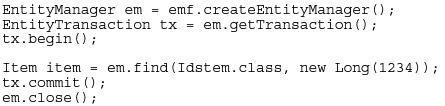 EntityManager em = emf.createEntityManager();
EntityTransaction tx = em.getTransaction();
tx.begin();
Item item = em.find(Idstem.class, new Long(1234));
tx.commit();
em.close();